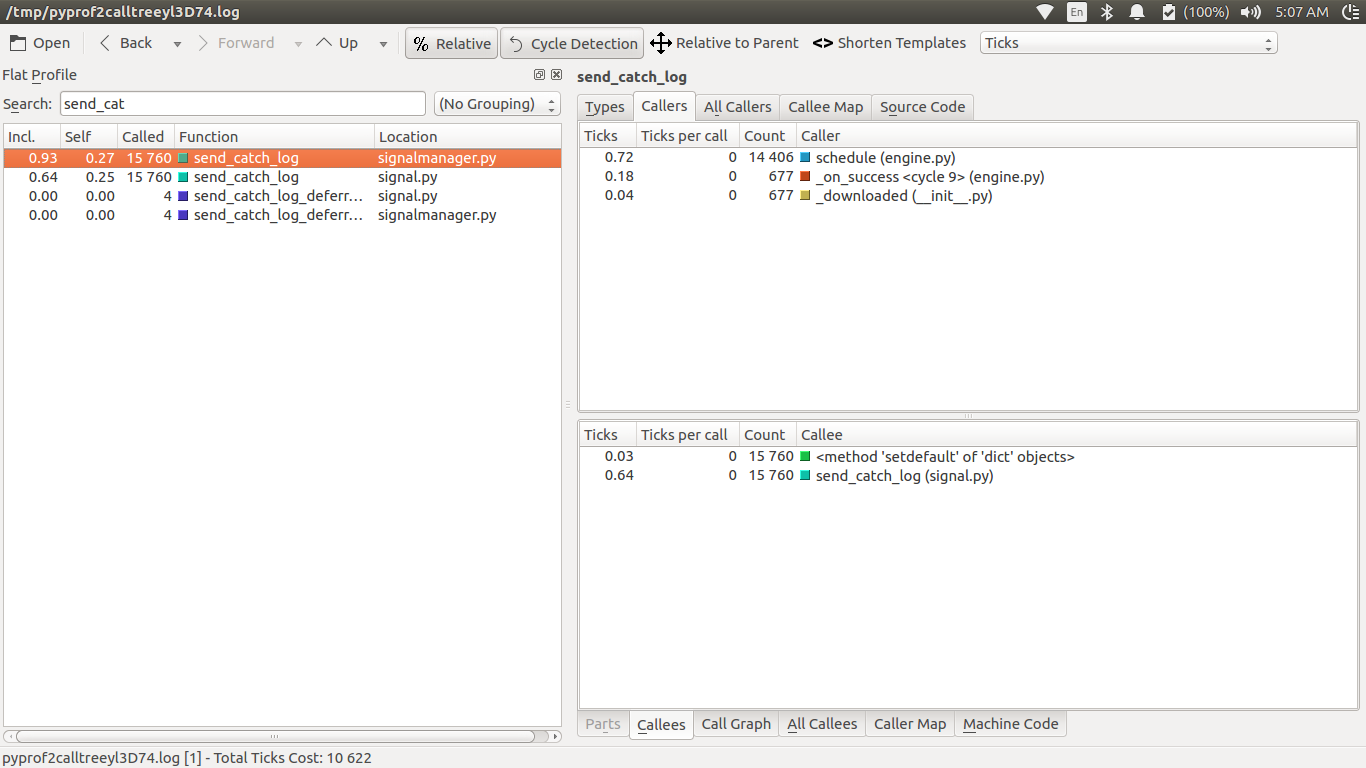 /tmp/pyprof2calltreeyl3D74.log En (100%) 5:07 AM
Open Back Forward Up % Relative Cycle Detection Relative to Parent <> Shorten Templates Ticks
Flat Profile
Search: send_cat (No Grouping)
Incl. Self Called Function Location
0.93 0.27 15 760 send_catch_log signalmanager.py
0.64 0.25 15 760 send_catch_log signal.py
0.00 0.00 4 send_catch_log_deferr... signal.py
0.00 0.00 4 send_catch_log_deferr... signalmanager.py
send_catch_log
Types Callers All Callers Callee Map Source Code
Ticks Ticks per call Count Caller
0.72 0 14 406 schedule (engine.py)
0.18 0 677 _on_success <cycle 9> (engine.py)
0.04 0 677 _downloaded (__init__.py)
Ticks Ticks per call Count Callee
0.03 0 15 760 <method 'setdefault' of 'dict' objects>
0.64 0 15 760 send_catch_log (signal.py)
Parts Callees Call Graph All Callees Caller Map Machine Code
pyprof2calltreeyl3D74.log [1] - Total Ticks Cost: 10 622